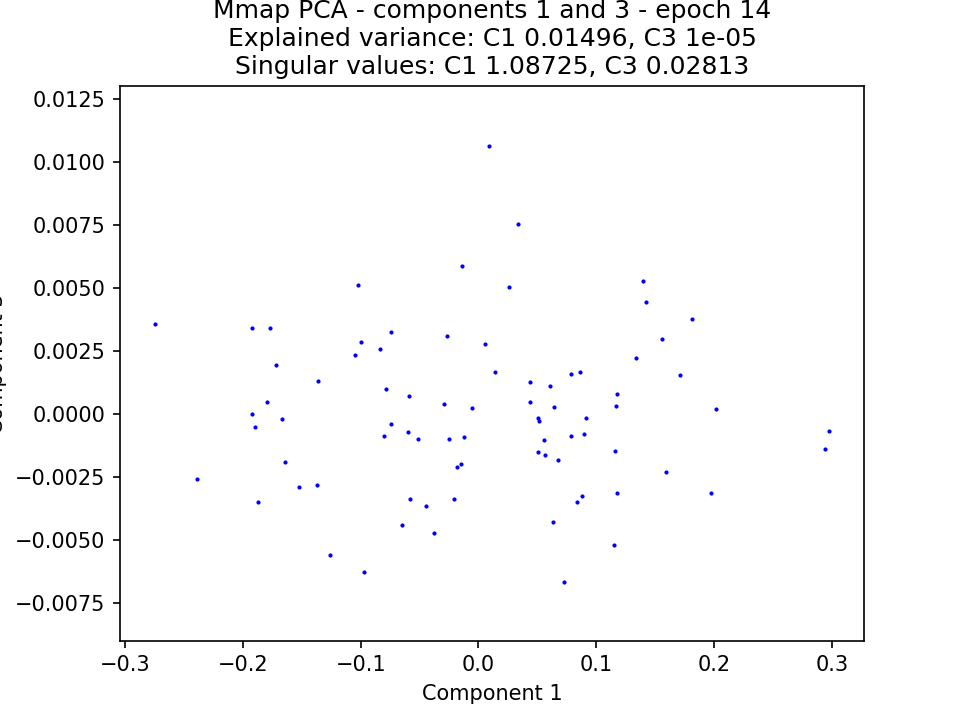 Mmap PCA - components 1 and 3 - epoch 14
Explained variance: C1 0.01496, C3 1e-05
Singular values: C1 1.08725, C3 0.02813
0.0125
0.0100
0.0075
0.0050
0.0025
0.0000
−0.0025
−0.0050
−0.0075
−0.3 −0.2 −0.1 0.0 0.1 0.2 0.3
Component 1